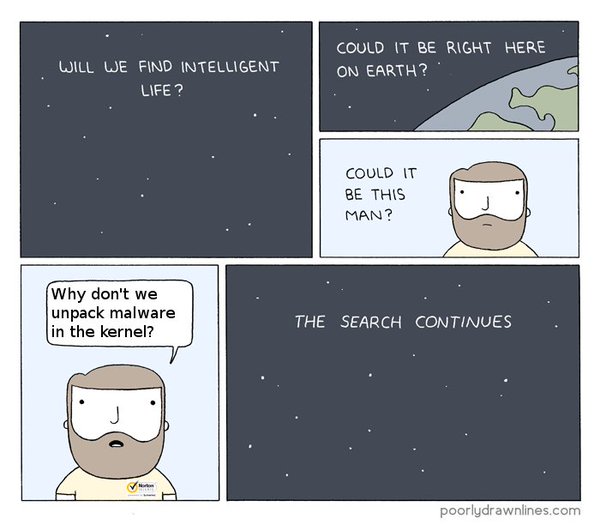 WILL WE FIND INTELLIGENT
LIFE?
COULD IT BE RIGHT HERE
ON EARTH?
COULD IT
BE THIS
MAN?
Why don't we
unpack malware
in the kernel?
Norton
THE SEARCH CONTINUES
poorlydrawnlines.com